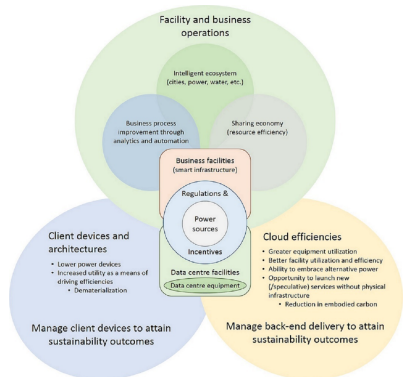 Facility and business
operations
Intelligent ecosystem
(cities, power, water, etc.)
Business process
improvement through
analytics and automation
Sharing economy
(resource efficiency)
Business facilities
(smart infrastructure)
Regulations &
Power
sources
Incentives
Data centre facilities
Data centre equipment
Client devices and
architectures
• Lower power devices
• Increased utility as a means of
driving efficiencies
• Dematerialization
Manage client devices to attain
sustainability outcomes
Cloud efficiencies
• Greater equipment utilization
• Better facility utilization and efficiency
• Ability to embrace alternative power
• Opportunity to launch new
(/speculative) services without physical
infrastructure
• Reduction in embodied carbon
Manage back-end delivery to attain
sustainability outcomes